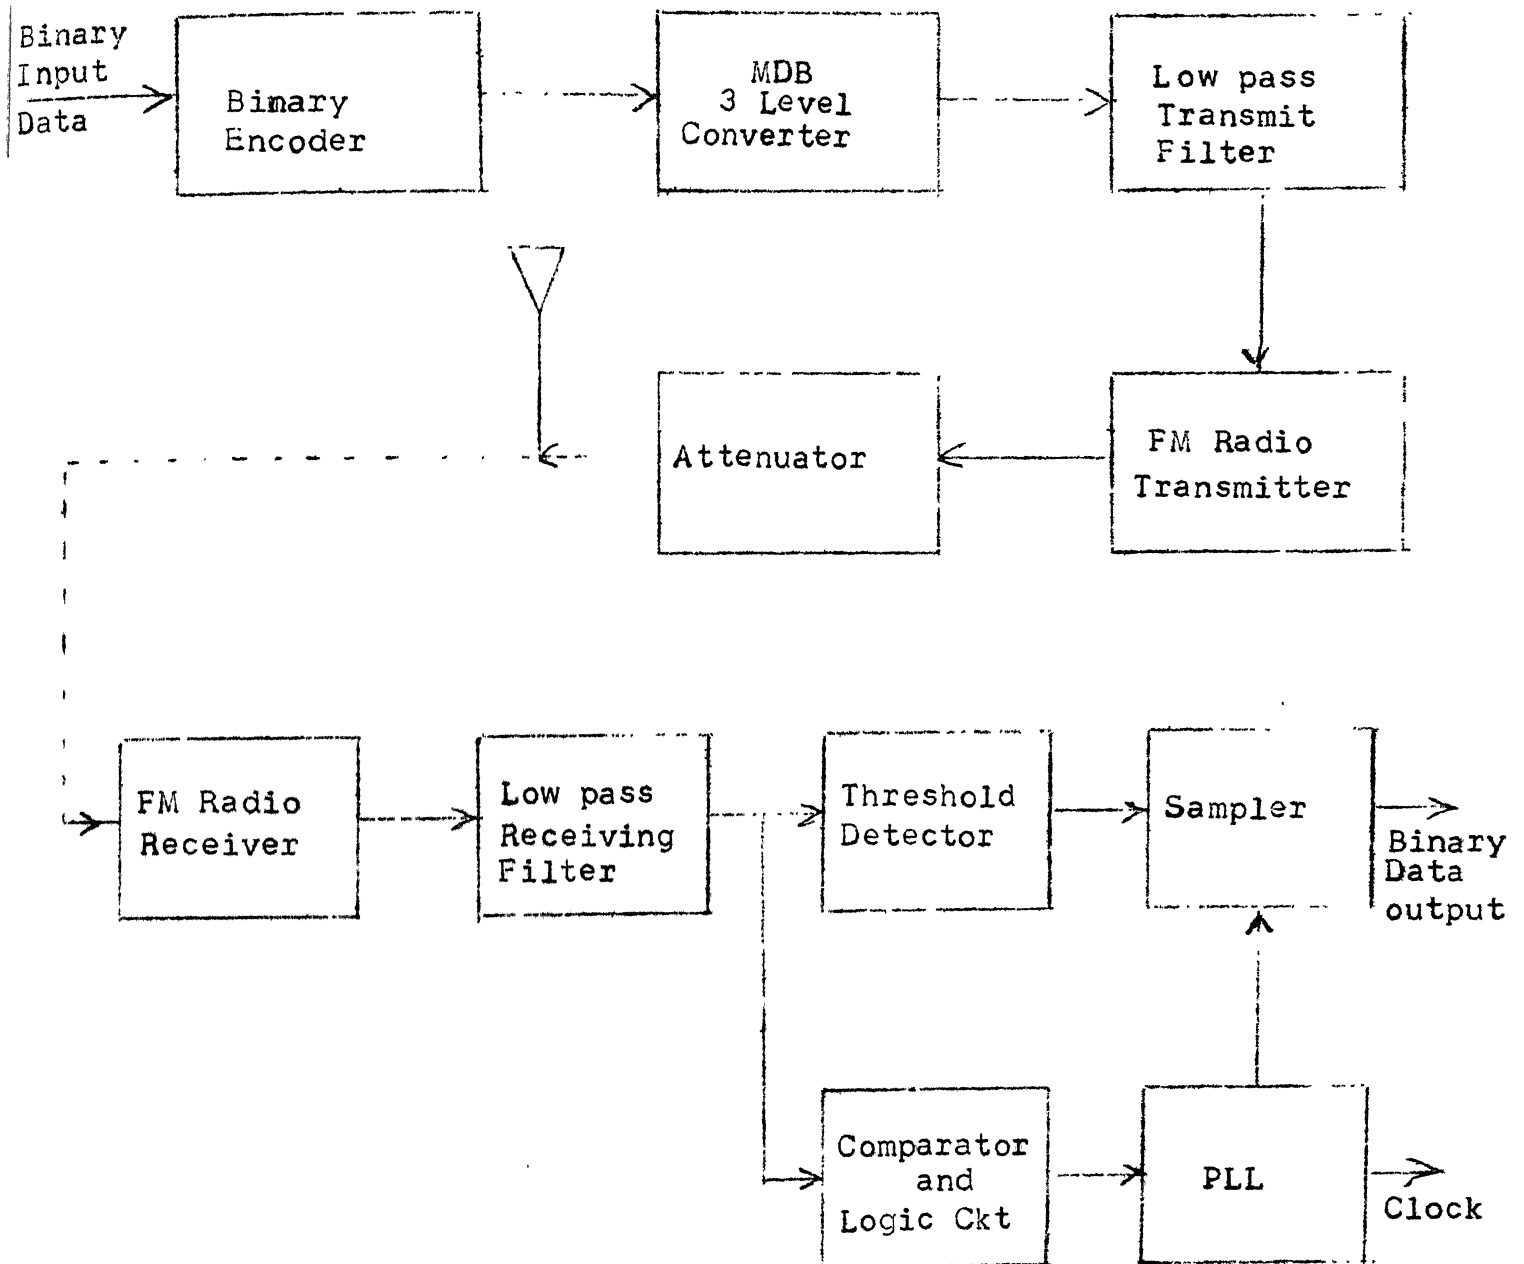 Binary
Input
Data
Binary
Encoder
MDB
3 Level
Converter
Low pass
Transmit
Filter
Attenuator
FM Radio
Transmitter
FM Radio
Receiver
Low pass
Receiving
Filter
Threshold
Detector
Sampler
Binary
Data
output
Comparator
and
Logic Ckt
PLL
Clock